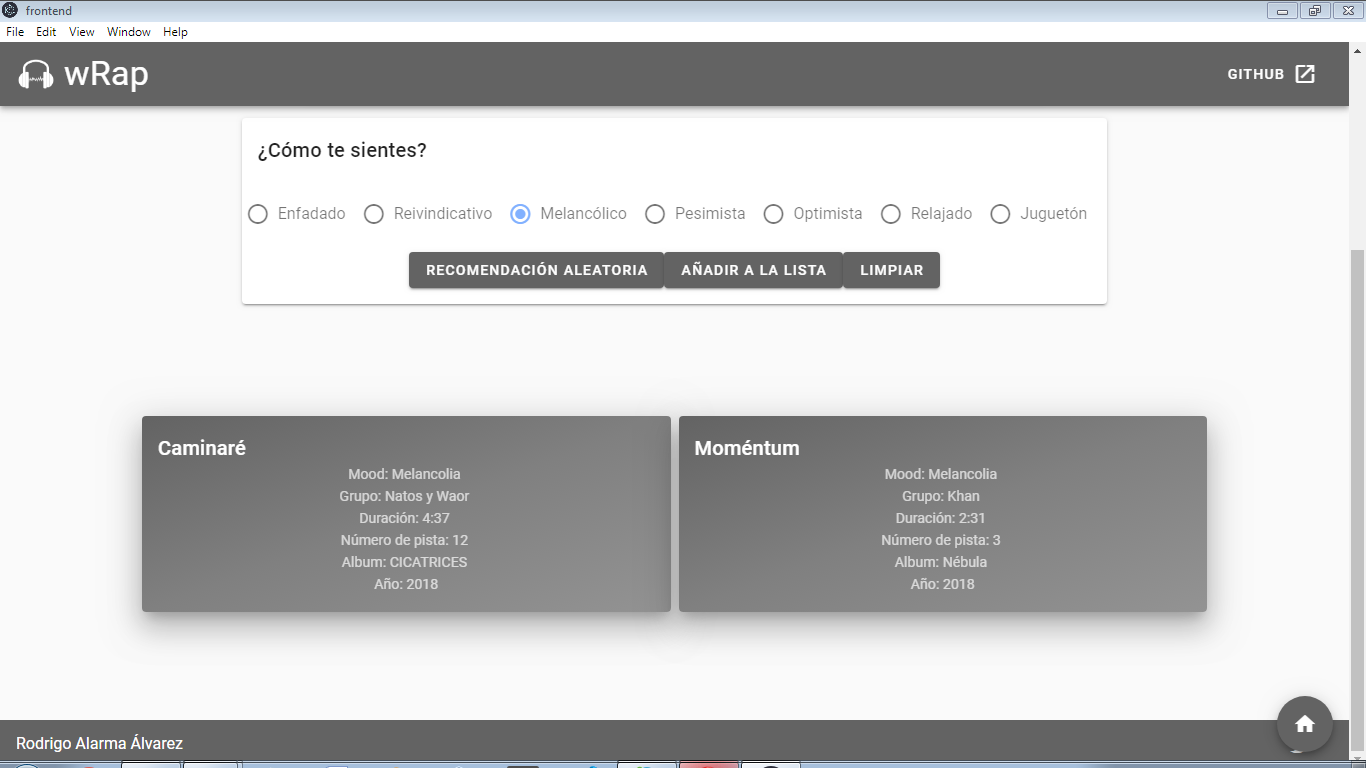 frontend
File Edit View Window Help
wRap
GITHUB
¿Cómo te sientes?
Enfadado Reivindicativo Melancólico Pesimista Optimista Relajado Juguetón
RECOMENDACIÓN ALEATORIA AÑADIR A LA LISTA LIMPIAR
Caminaré
Mood: Melancolia
Grupo: Natos y Waor
Duración: 4:37
Número de pista: 12
Album: CICATRICES
Año: 2018
Moméntum
Mood: Melancolia
Grupo: Khan
Duración: 2:31
Número de pista: 3
Album: Nébula
Año: 2018
Rodrigo Alarma Álvarez